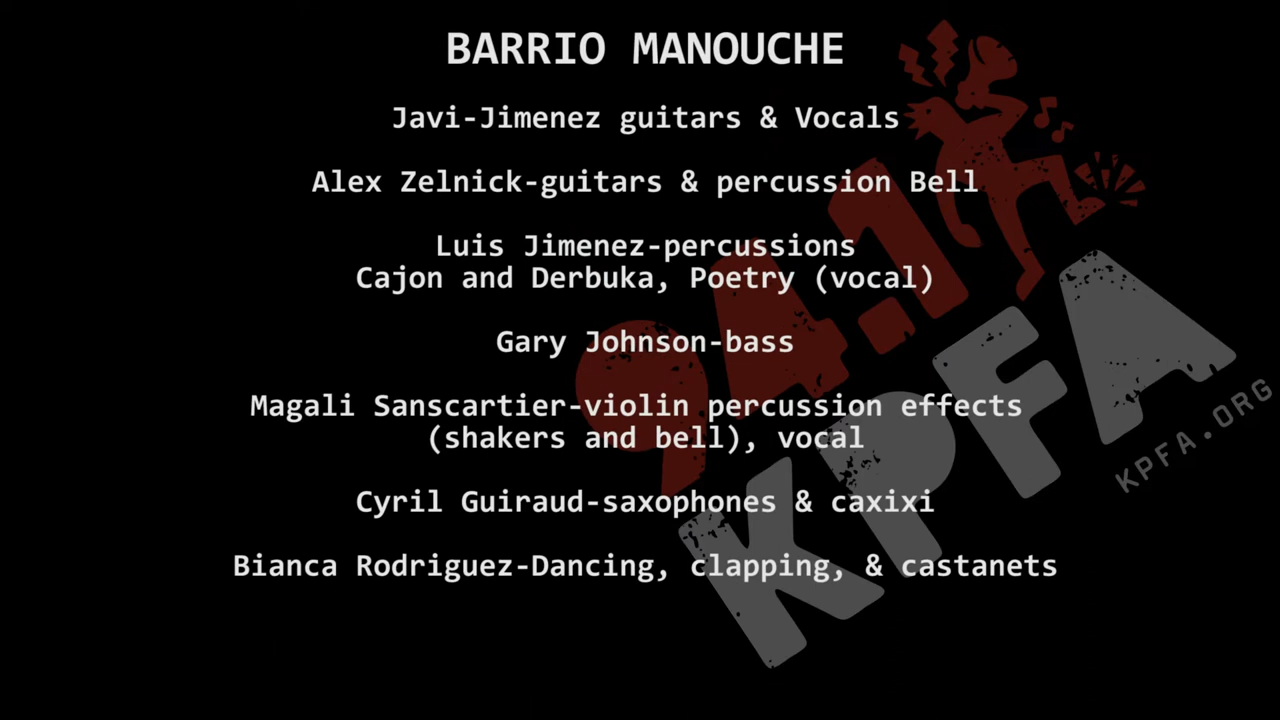 BARRIO MANOUCHE
Javi-Jimenez guitars & Vocals
Alex Zelnick-guitars & percussion Bell
Luis Jimenez-percussions
Cajon and Derbuka, Poetry (vocal)
Gary Johnson-bass
Magali Sanscartier-violin percussion effects
(shakers and bell), vocal
Cyril Guiraud-saxophones & caxixi
Bianca Rodriguez-Dancing, clapping, & castanets
94.1
KPFA
KPFA.ORG